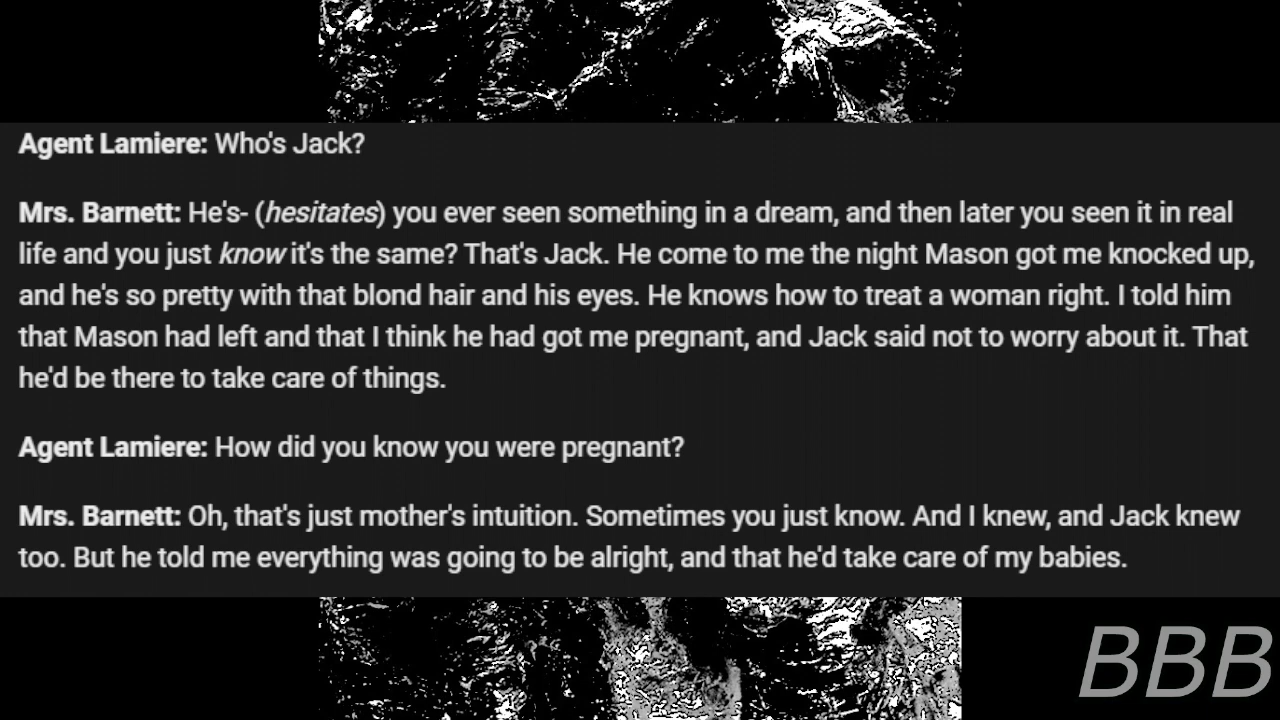 Agent Lamiere: Who's Jack?
Mrs. Barnett: He's- (hesitates) you ever seen something in a dream, and then later you seen it in real
life and you just know it's the same? That's Jack. He come to me the night Mason got me knocked up,
and he's so pretty with that blond hair and his eyes. He knows how to treat a woman right. I told him
that Mason had left and that I think he had got me pregnant, and Jack said not to worry about it. That
he'd be there to take care of things.
Agent Lamiere: How did you know you were pregnant?
Mrs. Barnett: Oh, that's just mother's intuition. Sometimes you just know. And I knew, and Jack knew
too. But he told me everything was going to be alright, and that he'd take care of my babies.
BBB